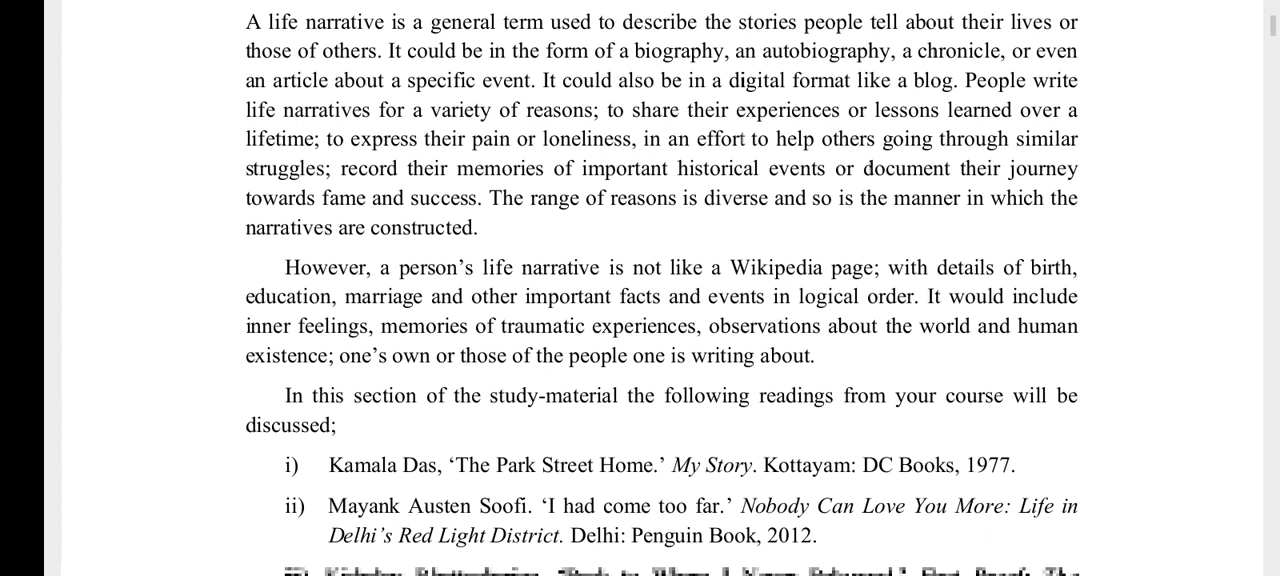 A life narrative is a general term used to describe the stories people tell about their lives or
those of others. It could be in the form of a biography, an autobiography, a chronicle, or even
an article about a specific event. It could also be in a digital format like a blog. People write
life narratives for a variety of reasons; to share their experiences or lessons learned over a
lifetime; to express their pain or loneliness, in an effort to help others going through similar
struggles; record their memories of important historical events or document their journey
towards fame and success. The range of reasons is diverse and so is the manner in which the
narratives are constructed.
However, a person’s life narrative is not like a Wikipedia page; with details of birth,
education, marriage and other important facts and events in logical order. It would include
inner feelings, memories of traumatic experiences, observations about the world and human
existence; one’s own or those of the people one is writing about.
In this section of the study-material the following readings from your course will be
discussed;
i) Kamala Das, ‘The Park Street Home.’ My Story. Kottayam: DC Books, 1977.
ii) Mayank Austen Soofi. ‘I had come too far.’ Nobody Can Love You More: Life in
Delhi’s Red Light District. Delhi: Penguin Book, 2012.